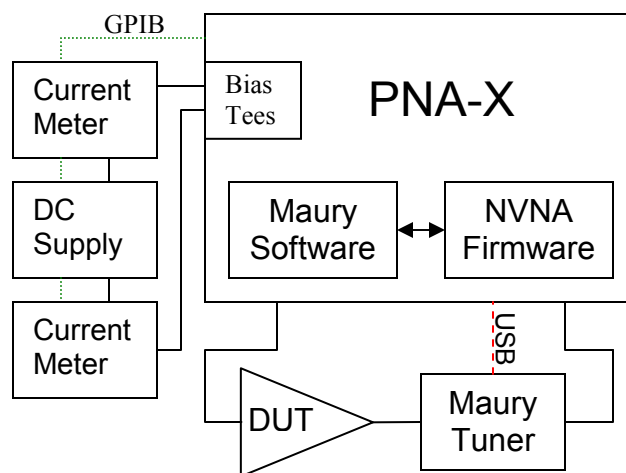 GPIB
Current
Meter
Bias
Tees
PNA-X
DC
Supply
Maury
Software
NVNA
Firmware
Current
Meter
USB
DUT
Maury
Tuner